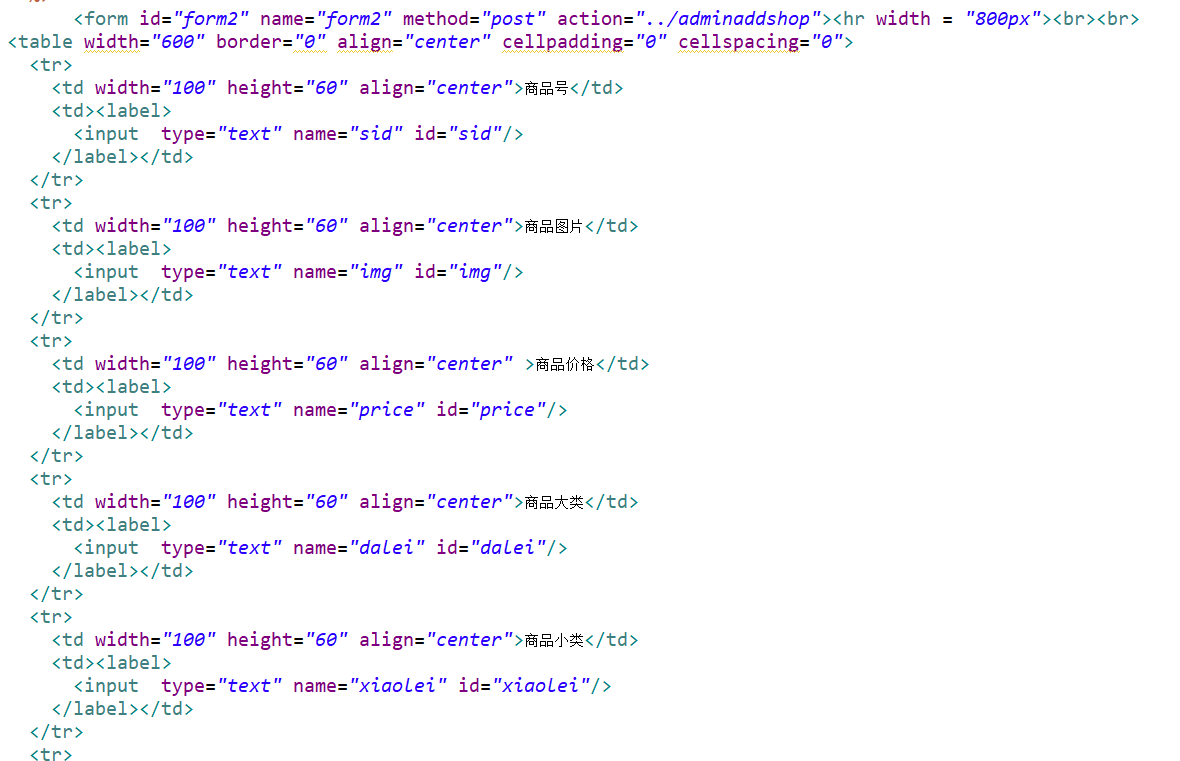 <form id="form2" name="form2" method="post" action="../adminaddshop"><hr width = "800px"><br><br>
<table width="600" border="0" align="center" cellpadding="0" cellspacing="0">
<tr>
<td width="100" height="60" align="center">商品号</td>
<td><label>
<input  type="text" name="sid" id="sid"/>
</label></td>
</tr>
<tr>
<td width="100" height="60" align="center">商品图片</td>
<td><label>
<input  type="text" name="img" id="img"/>
</label></td>
</tr>
<tr>
<td width="100" height="60" align="center" >商品价格</td>
<td><label>
<input  type="text" name="price" id="price"/>
</label></td>
</tr>
<tr>
<td width="100" height="60" align="center">商品大类</td>
<td><label>
<input  type="text" name="dalei" id="dalei"/>
</label></td>
</tr>
<tr>
<td width="100" height="60" align="center">商品小类</td>
<td><label>
<input  type="text" name="xiaolei" id="xiaolei"/>
</label></td>
</tr>
<tr>